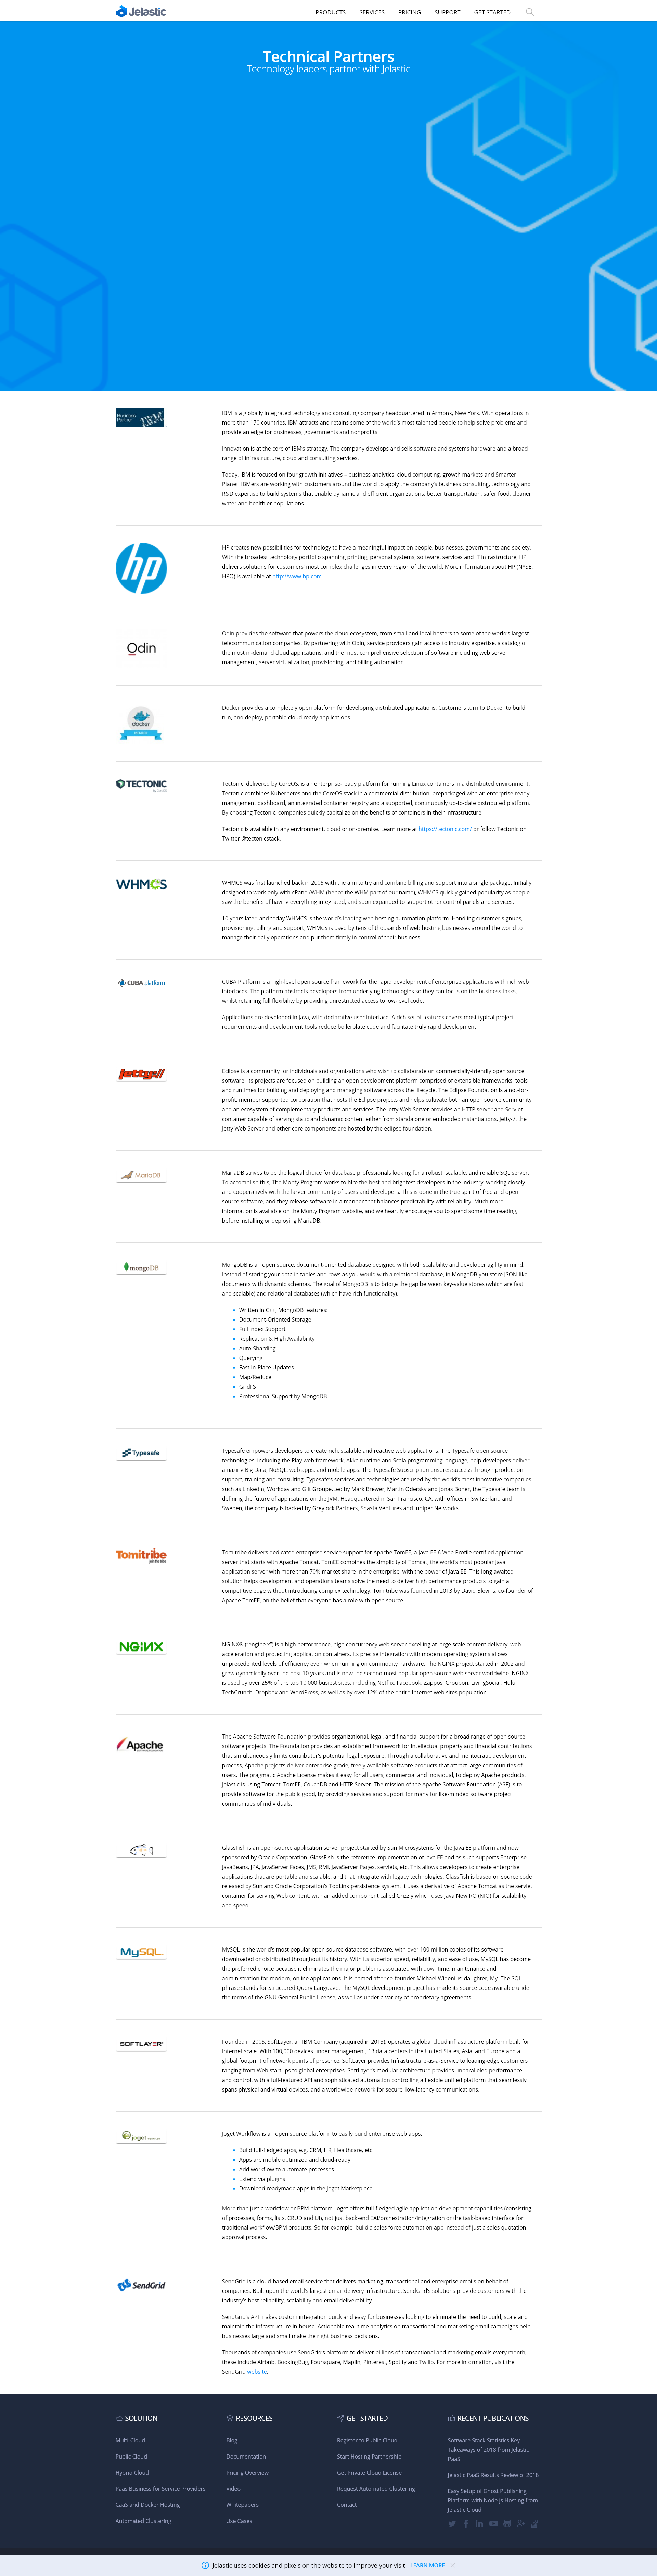 Jelastic
PRODUCTS SERVICES PRICING SUPPORT GET STARTED
Technical Partners
Technology leaders partner with Jelastic
Business
Partner
IBM
IBM is a globally integrated technology and consulting company headquartered in Armonk, New York. With operations in
more than 170 countries, IBM attracts and retains some of the world's most talented people to help solve problems and
provide an edge for businesses, governments and nonprofits.
Innovation is at the core of IBM's strategy. The company develops and sells software and systems hardware and a broad
range of infrastructure, cloud and consulting services.
Today, IBM is focused on four growth initiatives – business analytics, cloud computing, growth markets and Smarter
Planet. IBMers are working with customers around the world to apply the company's business consulting, technology and
R&D expertise to build systems that enable dynamic and efficient organizations, better transportation, safer food, cleaner
water and healthier populations.
hp
HP creates new possibilities for technology to have a meaningful impact on people, businesses, governments and society.
With the broadest technology portfolio spanning printing, personal systems, software, services and IT infrastructure, HP
delivers solutions for customers' most complex challenges in every region of the world. More information about HP (NYSE:
HPQ) is available at http://www.hp.com
Odin
Odin provides the software that powers the cloud ecosystem, from small and local hosters to some of the world's largest
telecommunication companies. By partnering with Odin, service providers gain access to industry expertise, a catalog of
the most in-demand cloud applications, and the most comprehensive selection of software including web server
management, server virtualization, provisioning, and billing automation.
docker
Docker provides a completely open platform for developing distributed applications. Customers turn to Docker to build,
run, and deploy, portable cloud ready applications.
TECTONIC
Tectonic, delivered by CoreOS, is an enterprise-ready platform for running Linux containers in a distributed environment.
Tectonic combines Kubernetes and the CoreOS stack in a commercial distribution, prepackaged with an enterprise-ready
management dashboard, an integrated container registry and a supported, continuously up-to-date distributed platform.
By choosing Tectonic, companies quickly capitalize on the benefits of containers in their infrastructure.
Tectonic is available in any environment, cloud or on-premise. Learn more at https://tectonic.com/ or follow Tectonic on
Twitter @tectonicstack.
WHMCS
WHMCS was first launched back in 2005 with the aim to try and combine billing and support into a single package. Initially
designed to work only with cPanel/WHM (hence the WHM part of our name), WHMCS quickly gained popularity as people
saw the benefits of having everything integrated, and soon expanded to support other control panels and services.
10 years later, and today WHMCS is the world's leading web hosting automation platform. Handling customer signups,
provisioning, billing and support, WHMCS is used by tens of thousands of web hosting businesses around the world to
manage their daily operations and put them firmly in control of their business.
CUBA.platform
CUBA Platform is a high-level open source framework for the rapid development of enterprise applications with rich web
interfaces. The platform abstracts developers from underlying technologies so they can focus on the business tasks,
whilst retaining full flexibility by providing unrestricted access to low-level code.
Applications are developed in Java, with declarative user interface. A rich set of features covers most typical project
requirements and development tools reduce boilerplate code and facilitate truly rapid development.
jetty://
Eclipse is a community for individuals and organizations who wish to collaborate on commercially-friendly open source
software. Its projects are focused on building an open development platform comprised of extensible frameworks, tools
and runtimes for building and deploying and managing software across the lifecycle. The Eclipse Foundation is a not-for-
profit, member supported corporation that hosts the Eclipse projects and helps cultivate both an open source community
and an ecosystem of complementary products and services. The Jetty Web Server provides an HTTP server and Servlet
container capable of serving static and dynamic content either from standalone or embedded instantiations. Jetty-7, the
Jetty Web Server and other core components are hosted by the eclipse foundation.
MariaDB
MariaDB strives to be the logical choice for database professionals looking for a robust, scalable, and reliable SQL server.
To accomplish this, The Monty Program works to hire the best and brightest developers in the industry, working closely
and cooperatively with the larger community of users and developers. This is done in the true spirit of free and open
source software, and they release software in a manner that balances predictability with reliability. Much more
information is available on the Monty Program website, and we heartily encourage you to spend some time reading,
before installing or deploying MariaDB.
mongoDB
MongoDB is an open source, document-oriented database designed with both scalability and developer agility in mind.
Instead of storing your data in tables and rows as you would with a relational database, in MongoDB you store JSON-like
documents with dynamic schemas. The goal of MongoDB is to bridge the gap between key-value stores (which are fast
and scalable) and relational databases (which have rich functionality).
Written in C++, MongoDB features:
Document-Oriented Storage
Full Index Support
Replication & High Availability
Auto-Sharding
Querying
Fast In-Place Updates
Map/Reduce
GridFS
Professional Support by MongoDB
Typesafe
Typesafe empowers developers to create rich, scalable and reactive web applications. The Typesafe open source
technologies, including the Play web framework, Akka runtime and Scala programming language, help developers deliver
amazing Big Data, NoSQL, web apps, and mobile apps. The Typesafe Subscription ensures success through production
support, training and consulting. Typesafe's services and technologies are used by the world's most innovative companies
such as LinkedIn, Workday and Gilt Groupe.Led by Mark Brewer, Martin Odersky and Jonas Bonér, the Typesafe team is
defining the future of applications on the JVM. Headquartered in San Francisco, CA, with offices in Switzerland and
Sweden, the company is backed by Greylock Partners, Shasta Ventures and Juniper Networks.
Tomitribe
Tomitribe delivers dedicated enterprise service support for Apache TomEE, a Java EE 6 Web Profile certified application
server that starts with Apache Tomcat. TomEE combines the simplicity of Tomcat, the world's most popular Java
application server with more than 70% market share in the enterprise, with the power of Java EE. This long awaited
solution helps development and operations teams solve the need to deliver high performance products to gain a
competitive edge without introducing complex technology. Tomitribe was founded in 2013 by David Blevins, co-founder of
Apache TomEE, on the belief that everyone has a role with open source.
NGINX
NGINX® ("engine x") is a high performance, high concurrency web server excelling at large scale content delivery, web
acceleration and protecting application containers. Its precise integration with modern operating systems allows
unprecedented levels of efficiency even when running on commodity hardware. The NGINX project started in 2002 and
grew dynamically over the past 10 years and is now the second most popular open source web server worldwide. NGINX
is used by over 25% of the top 10,000 busiest sites, including Netflix, Facebook, Zappos, Groupon, LivingSocial, Hulu,
TechCrunch, Dropbox and WordPress, as well as by over 12% of the entire Internet web sites population.
Apache
The Apache Software Foundation provides organizational, legal, and financial support for a broad range of open source
software projects. The Foundation provides an established framework for intellectual property and financial contributions
that simultaneously limits contributor's potential legal exposure. Through a collaborative and meritocratic development
process, Apache projects deliver enterprise-grade, freely available software products that attract large communities of
users. The pragmatic Apache License makes it easy for all users, commercial and individual, to deploy Apache products.
Jelastic is using Tomcat, TomEE, CouchDB and HTTP Server. The mission of the Apache Software Foundation (ASF) is to
provide software for the public good, by providing services and support for many for like-minded software project
communities of individuals.
GlassFish is an open-source application server project started by Sun Microsystems for the Java EE platform and now
sponsored by Oracle Corporation. GlassFish is the reference implementation of Java EE and as such supports Enterprise
JavaBeans, JPA, JavaServer Faces, JMS, RMI, JavaServer Pages, servlets, etc. This allows developers to create enterprise
applications that are portable and scalable, and that integrate with legacy technologies. GlassFish is based on source code
released by Sun and Oracle Corporation's TopLink persistence system. It uses a derivative of Apache Tomcat as the servlet
container for serving Web content, with an added component called Grizzly which uses Java New I/O (NIO) for scalability
and speed.
MySQL
MySQL is the world's most popular open source database software, with over 100 million copies of its software
downloaded or distributed throughout its history. With its superior speed, reliability, and ease of use, MySQL has become
the preferred choice because it eliminates the major problems associated with downtime, maintenance and
administration for modern, online applications. It is named after co-founder Michael Widenius' daughter, My. The SQL
phrase stands for Structured Query Language. The MySQL development project has made its source code available under
the terms of the GNU General Public License, as well as under a variety of proprietary agreements.
SOFTLAYER
Founded in 2005, SoftLayer, an IBM Company (acquired in 2013), operates a global cloud infrastructure platform built for
Internet scale. With 100,000 devices under management, 13 data centers in the United States, Asia, and Europe and a
global footprint of network points of presence, SoftLayer provides Infrastructure-as-a-Service to leading-edge customers
ranging from Web startups to global enterprises. SoftLayer's modular architecture provides unparalleled performance
and control, with a full-featured API and sophisticated automation controlling a flexible unified platform that seamlessly
spans physical and virtual devices, and a worldwide network for secure, low-latency communications.
joget
Joget Workflow is an open source platform to easily build enterprise web apps.
Build full-fledged apps, e.g. CRM, HR, Healthcare, etc.
Apps are mobile optimized and cloud-ready
Add workflow to automate processes
Extend via plugins
Download readymade apps in the Joget Marketplace
More than just a workflow or BPM platform, Joget offers full-fledged agile application development capabilities (consisting
of processes, forms, lists, CRUD and UI), not just back-end EAI/orchestration/integration or the task-based interface for
traditional workflow/BPM products. So for example, build a sales force automation app instead of just a sales quotation
approval process.
SendGrid
SendGrid is a cloud-based email service that delivers marketing, transactional and enterprise emails on behalf of
companies. Built upon the world's largest email delivery infrastructure, SendGrid's solutions provide customers with the
industry's best reliability, scalability and email deliverability.
SendGrid's API makes custom integration quick and easy for businesses looking to eliminate the need to build, scale and
maintain the infrastructure in-house. Actionable real-time analytics on transactional and marketing email campaigns help
businesses large and small make the right business decisions.
Thousands of companies use SendGrid's platform to deliver billions of transactional and marketing emails every month,
these include Airbnb, BookingBug, Foursquare, Maplin, Pinterest, Spotify and Twilio. For more information, visit the
SendGrid website.
SOLUTION
Multi-Cloud
Public Cloud
Hybrid Cloud
Paas Business for Service Providers
CaaS and Docker Hosting
Automated Clustering
RESOURCES
Blog
Documentation
Pricing Overview
Video
Whitepapers
Use Cases
GET STARTED
Register to Public Cloud
Start Hosting Partnership
Get Private Cloud License
Request Automated Clustering
Contact
RECENT PUBLICATIONS
Software Stack Statistics Key
Takeaways of 2018 from Jelastic
PaaS
Jelastic PaaS Results Review of 2018
Easy Setup of Ghost Publishing
Platform with Node.js Hosting from
Jelastic Cloud
Jelastic uses cookies and pixels on the website to improve your visit LEARN MORE